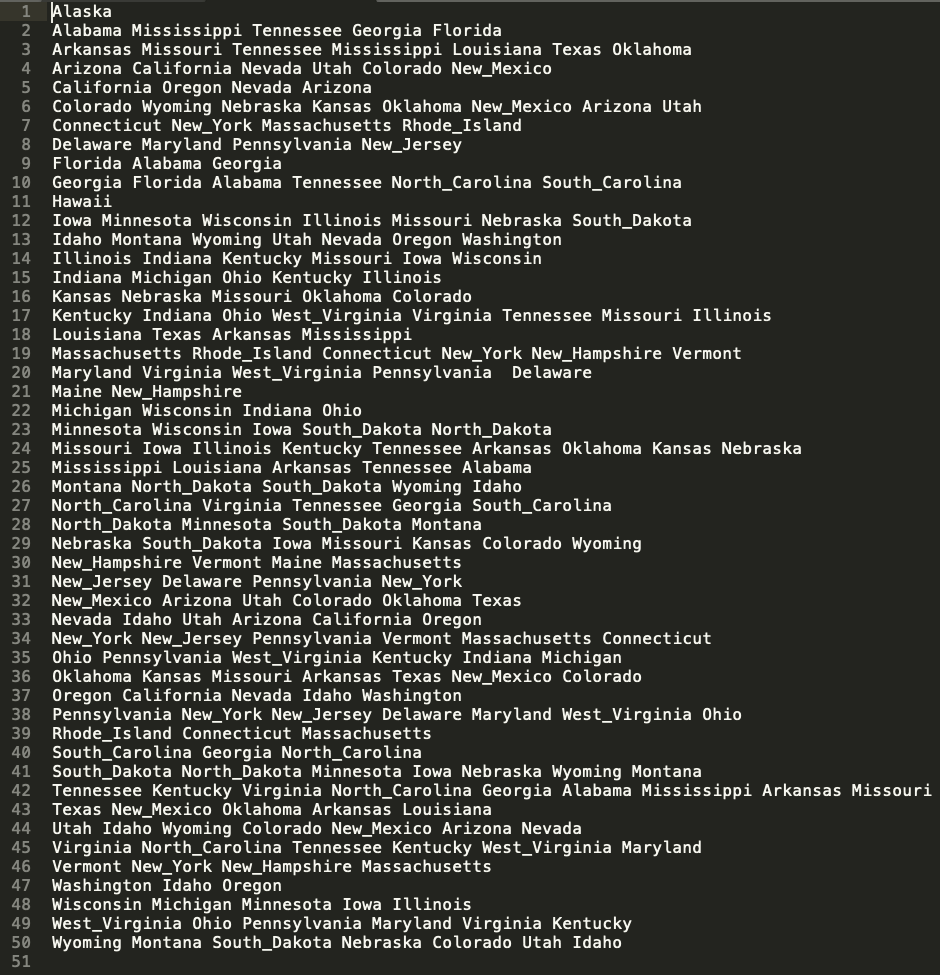 1 Alaska
2 Alabama Mississippi Tennessee Georgia Florida
3 Arkansas Missouri Tennessee Mississippi Louisiana Texas Oklahoma
4 Arizona California Nevada Utah Colorado New_Mexico
5 California Oregon Nevada Arizona
6 Colorado Wyoming Nebraska Kansas Oklahoma New_Mexico Arizona Utah
7 Connecticut New_York Massachusetts Rhode_Island
8 Delaware Maryland Pennsylvania New_Jersey
9 Florida Alabama Georgia
10 Georgia Florida Alabama Tennessee North_Carolina South_Carolina
11 Hawaii
12 Iowa Minnesota Wisconsin Illinois Missouri Nebraska South_Dakota
13 Idaho Montana Wyoming Utah Nevada Oregon Washington
14 Illinois Indiana Kentucky Missouri Iowa Wisconsin
15 Indiana Michigan Ohio Kentucky Illinois
16 Kansas Nebraska Missouri Oklahoma Colorado
17 Kentucky Indiana Ohio West_Virginia Virginia Tennessee Missouri Illinois
18 Louisiana Texas Arkansas Mississippi
19 Massachusetts Rhode_Island Connecticut New_York New_Hampshire Vermont
20 Maryland Virginia West_Virginia Pennsylvania  Delaware
21 Maine New_Hampshire
22 Michigan Wisconsin Indiana Ohio
23 Minnesota Wisconsin Iowa South_Dakota North_Dakota
24 Missouri Iowa Illinois Kentucky Tennessee Arkansas Oklahoma Kansas Nebraska
25 Mississippi Louisiana Arkansas Tennessee Alabama
26 Montana North_Dakota South_Dakota Wyoming Idaho
27 North_Carolina Virginia Tennessee Georgia South_Carolina
28 North_Dakota Minnesota South_Dakota Montana
29 Nebraska South_Dakota Iowa Missouri Kansas Colorado Wyoming
30 New_Hampshire Vermont Maine Massachusetts
31 New_Jersey Delaware Pennsylvania New_York
32 New_Mexico Arizona Utah Colorado Oklahoma Texas
33 Nevada Idaho Utah Arizona California Oregon
34 New_York New_Jersey Pennsylvania Vermont Massachusetts Connecticut
35 Ohio Pennsylvania West_Virginia Kentucky Indiana Michigan
36 Oklahoma Kansas Missouri Arkansas Texas New_Mexico Colorado
37 Oregon California Nevada Idaho Washington
38 Pennsylvania New_York New_Jersey Delaware Maryland West_Virginia Ohio
39 Rhode_Island Connecticut Massachusetts
40 South_Carolina Georgia North_Carolina
41 South_Dakota North_Dakota Minnesota Iowa Nebraska Wyoming Montana
42 Tennessee Kentucky Virginia North_Carolina Georgia Alabama Mississippi Arkansas Missouri
43 Texas New_Mexico Oklahoma Arkansas Louisiana
44 Utah Idaho Wyoming Colorado New_Mexico Arizona Nevada
45 Virginia North_Carolina Tennessee Kentucky West_Virginia Maryland
46 Vermont New_York New_Hampshire Massachusetts
47 Washington Idaho Oregon
48 Wisconsin Michigan Minnesota Iowa Illinois
49 West_Virginia Ohio Pennsylvania Maryland Virginia Kentucky
50 Wyoming Montana South_Dakota Nebraska Colorado Utah Idaho
51